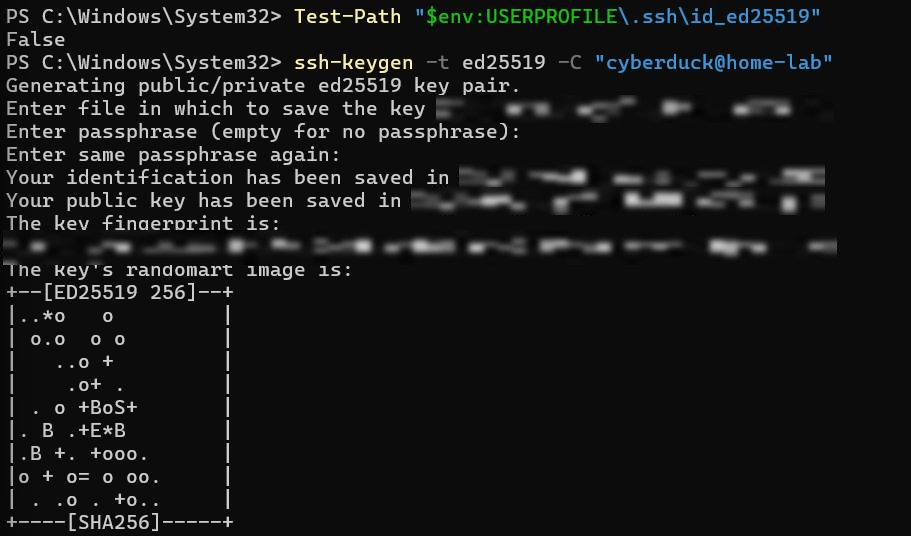 PS C:\Windows\System32> Test-Path "$env:USERPROFILE\.ssh\id_ed25519"
False
PS C:\Windows\System32> ssh-keygen -t ed25519 -C "cyberduck@home-lab"
Generating public/private ed25519 key pair.
Enter file in which to save the key
Enter passphrase (empty for no passphrase):
Enter same passphrase again:
Your identification has been saved in
Your public key has been saved in
The key fingerprint is:
The key's randomart image is:
+--[ED25519 256]--+
|..*o   o         |
| o.o  o o        |
|   ..o +         |
|    .o+ .        |
| . o +BoS+       |
|. B .+E*B        |
|.B +. +ooo.      |
|o + o= o oo.     |
| . .o . +o..     |
+----[SHA256]-----+